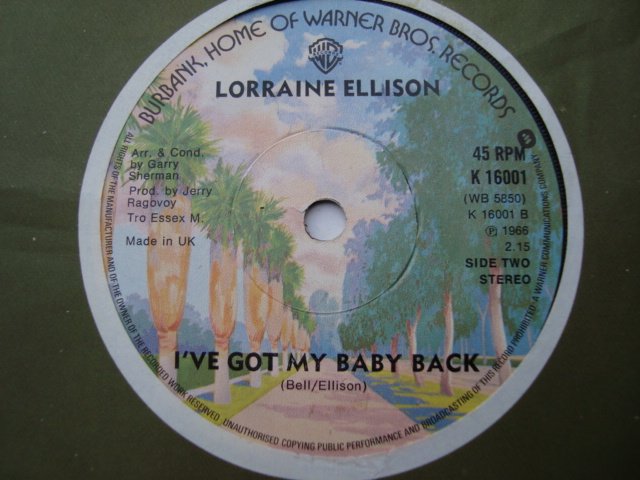 BURBANK, HOME OF WARNER BROS. RECORDS
LORRAINE ELLISON
Arr. & Cond.
by Garry
Sherman
Prod. by Jerry
Ragovoy
Tro Essex M.
Made in UK
45 RPM
K 16001
(WB 5850)
K 16001 B
Ⓟ 1966
2.15
SIDE TWO
STEREO
I'VE GOT MY BABY BACK
(Bell/Ellison)
ALL RIGHTS OF THE MANUFACTURER AND OF THE OWNER OF THE RECORDED WORK RESERVED. UNAUTHORISED COPYING PUBLIC PERFORMANCE AND BROADCASTING OF THIS RECORD PROHIBITED. A WARNER COMMUNICATIONS COMPANY